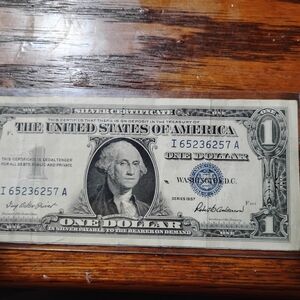 SILVER CERTIFICATE
THIS CERTIFIES THAT THERE IS ON DEPOSIT IN THE TREASURY OF
THE UNITED STATES OF AMERICA
I 65236257 A
ONE DOLLAR
THIS CERTIFICATE IS LEGAL TENDER
FOR ALL DEBTS, PUBLIC AND PRIVATE
WASHINGTON, D.C.
I 65236257 A
SERIES 1957
ONE DOLLAR
IN SILVER PAYABLE TO THE BEARER ON DEMAND
1
1